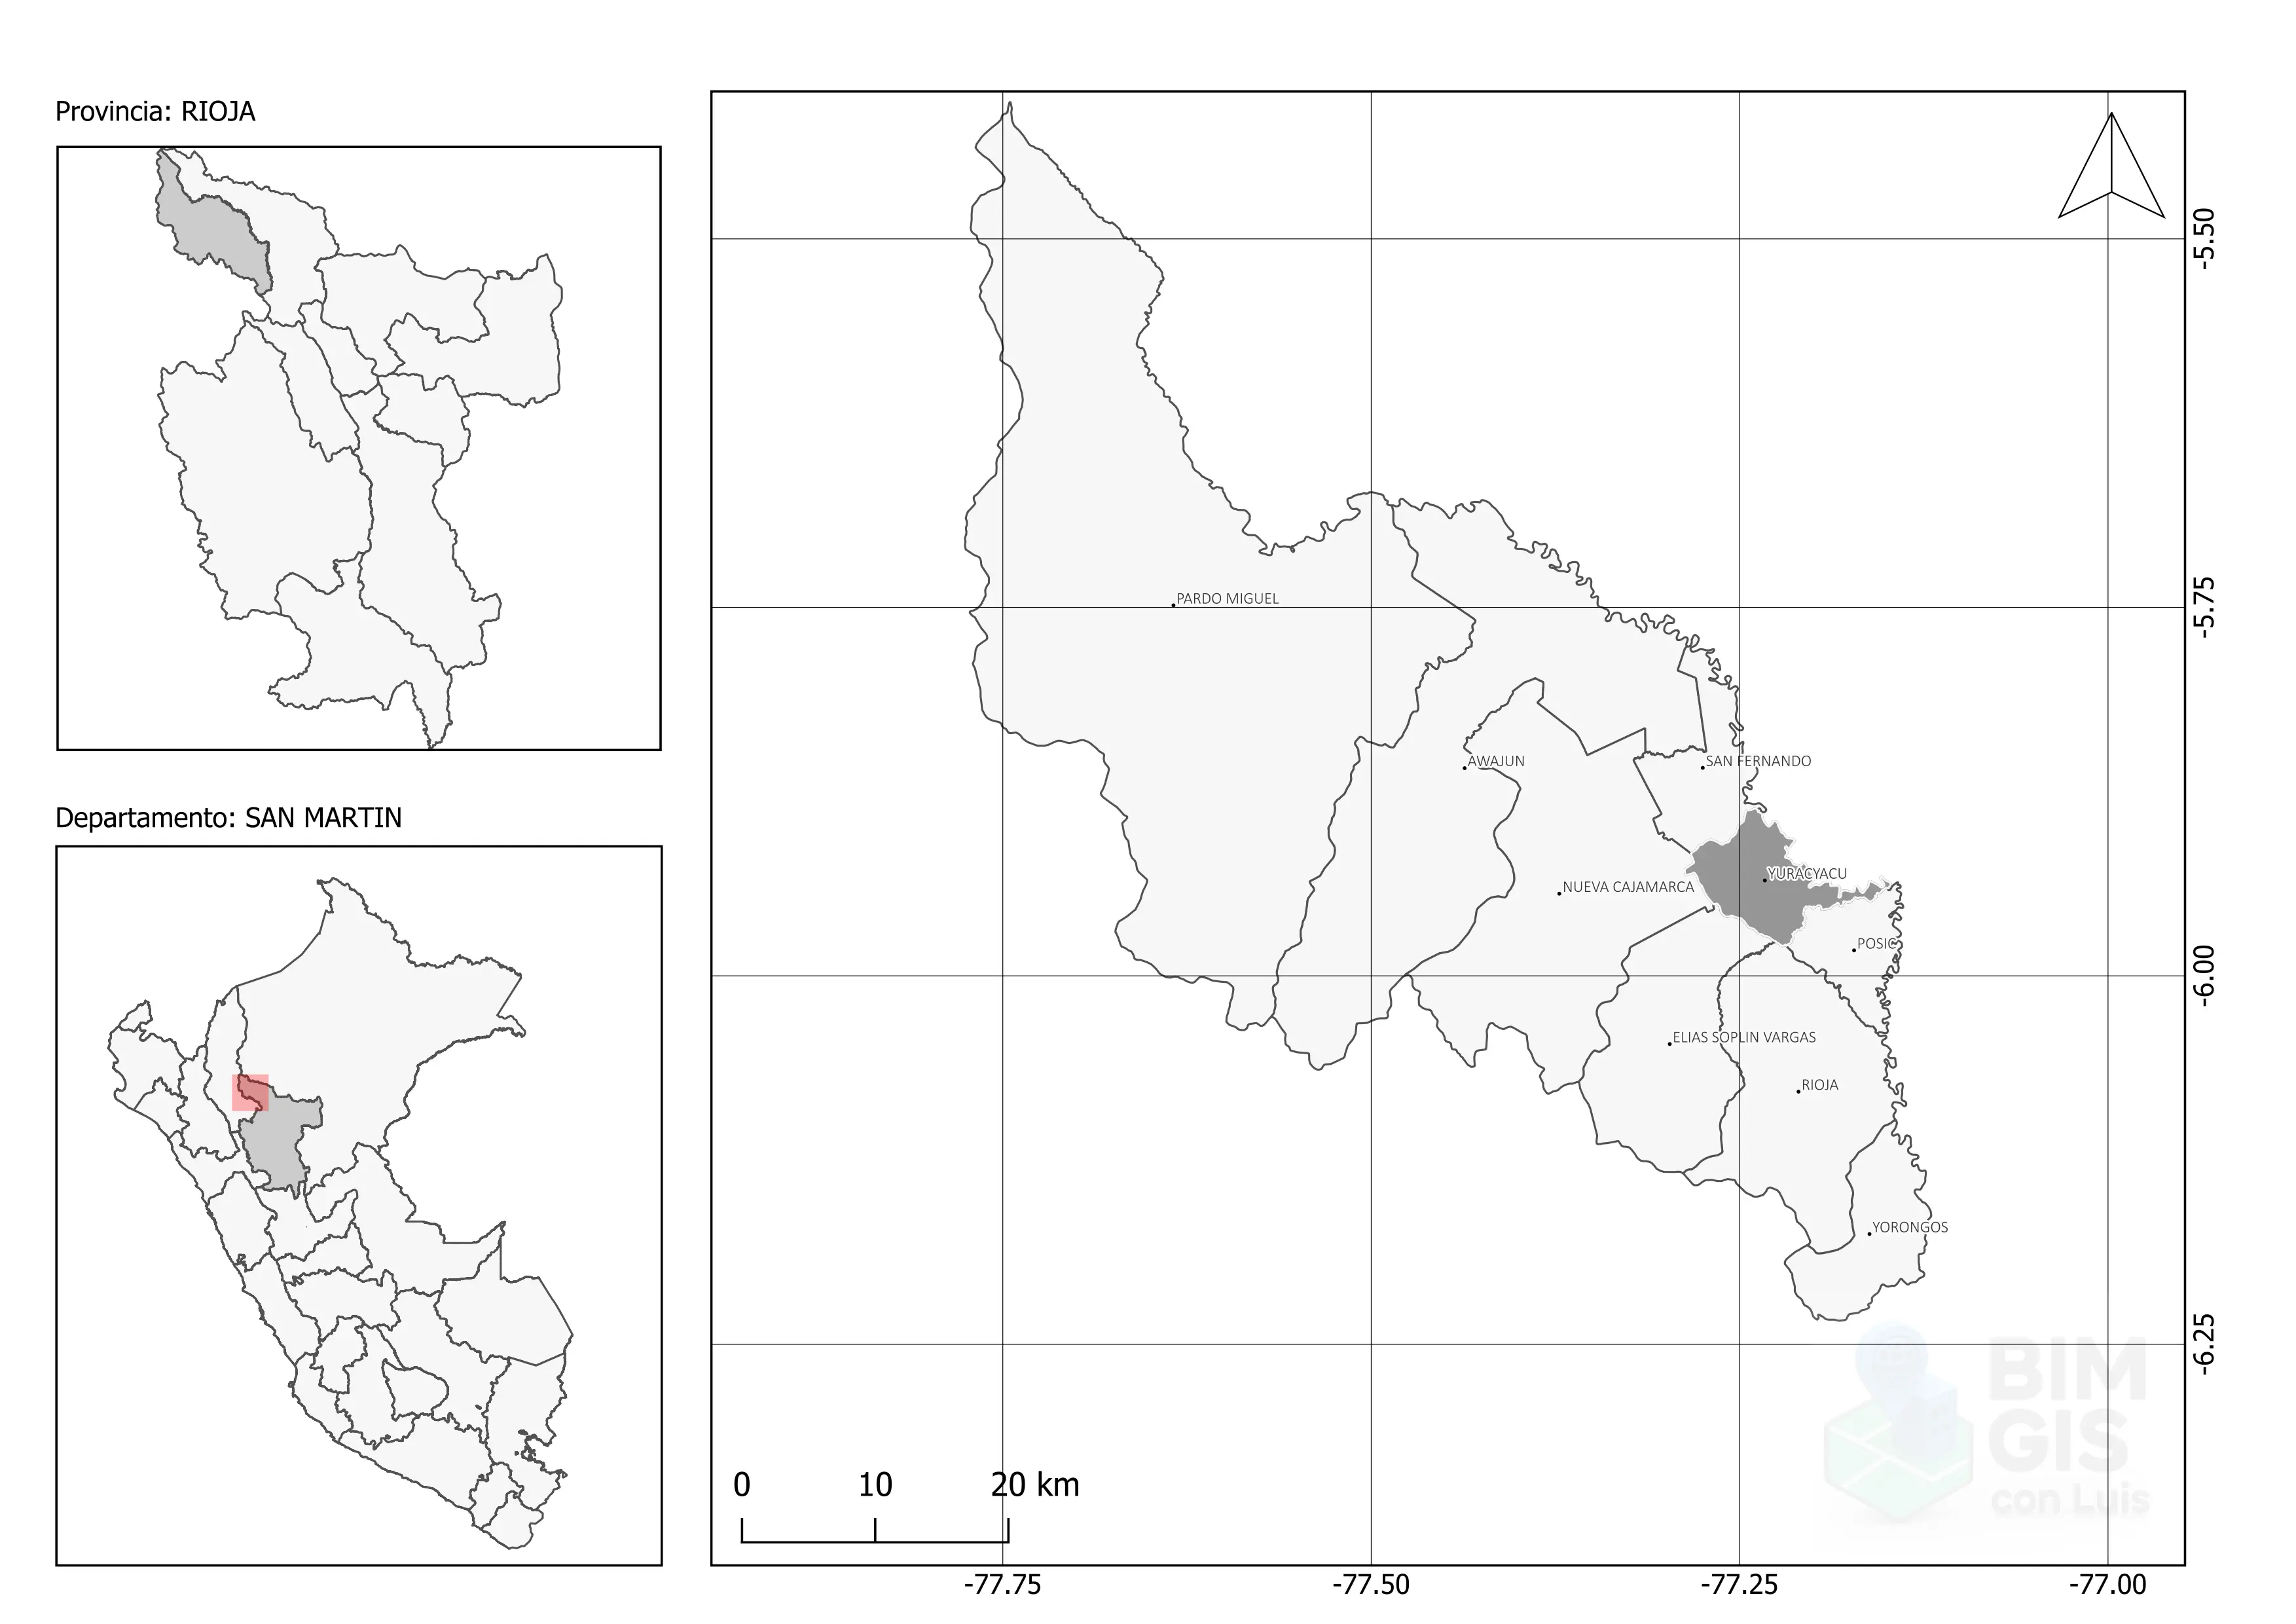 Provincia: RIOJA
Departamento: SAN MARTIN
-5.50
-5.75
-6.00
-6.25
PARDO MIGUEL
AWAJUN
SAN FERNANDO
YURACYACU
NUEVA CAJAMARCA
POSIC
ELIAS SOPLIN VARGAS
RIOJA
YORONGOS
BIM
GIS
con Luis
0 10 20 km
-77.75 -77.50 -77.25 -77.00